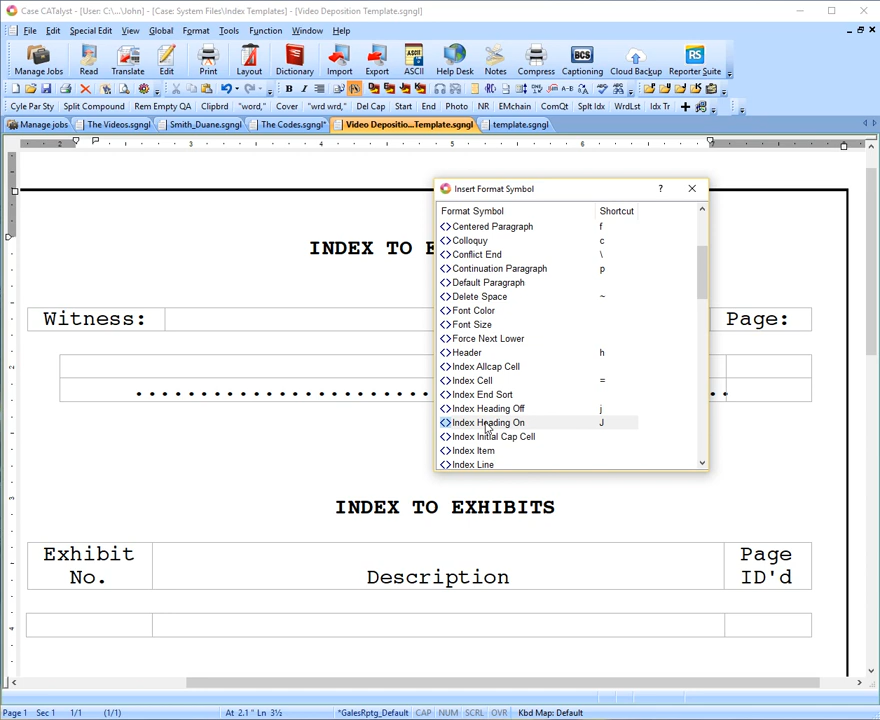 Case CATalyst - [User: C:\...\John] - [Case: System Files\Index Templates] - [Video Deposition Template.sgngl]
File Edit Special Edit View Global Format Tools Function Window Help
Manage Jobs Read Translate Edit Print Layout Dictionary Import Export ASCII Help Desk Notes Compress Captioning Cloud Backup Reporter Suite
Cyle Par Sty Split Compound Rem Empty QA Clipbrd "word," Cover "wrd wrd," Del Cap Start End Photo NR EMchain ComQt Splt Idx WrdLst Idx Tr
Manage jobs The Videos.sgngl Smith_Duane.sgngl The Codes.sgngl* Video Depositio...Template.sgngl template.sgngl
2 3 4 5 6
Insert Format Symbol
Format Symbol Shortcut
Centered Paragraph f
Colloquy c
Conflict End \
Continuation Paragraph p
Default Paragraph
Delete Space ~
Font Color
Font Size
Force Next Lower
Header h
Index Allcap Cell
Index Cell =
Index End Sort
Index Heading Off j
Index Heading On J
Index Initial Cap Cell
Index Item
Index Line
INDEX TO E
Witness: Page:
INDEX TO EXHIBITS
Exhibit No. Description Page ID'd
Page 1 Sec 1 1/1 (1/1) At 2.1 " Ln 3½ *GalesRptg_Default CAP NUM SCRL OVR Kbd Map: Default